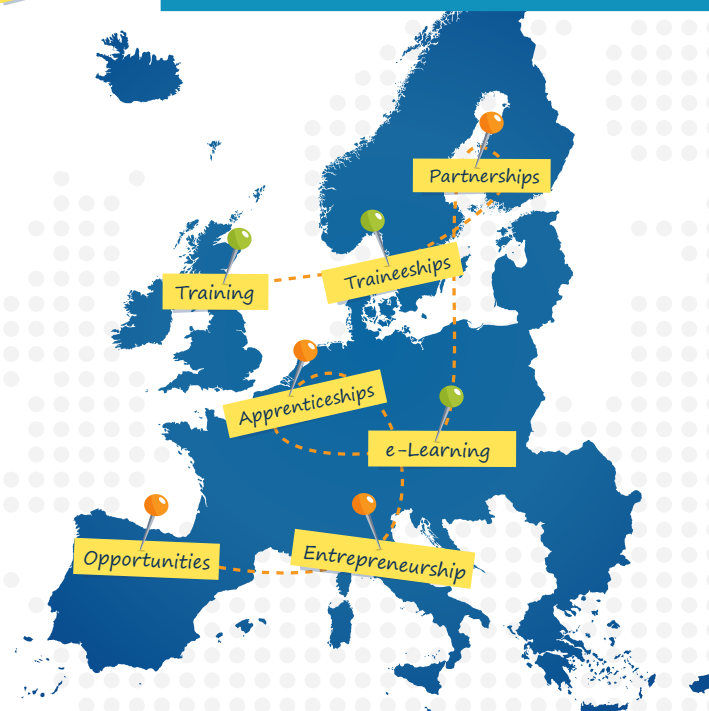 Partnerships
Traineeships
Training
Apprenticeships
e-Learning
Opportunities
Entrepreneurship